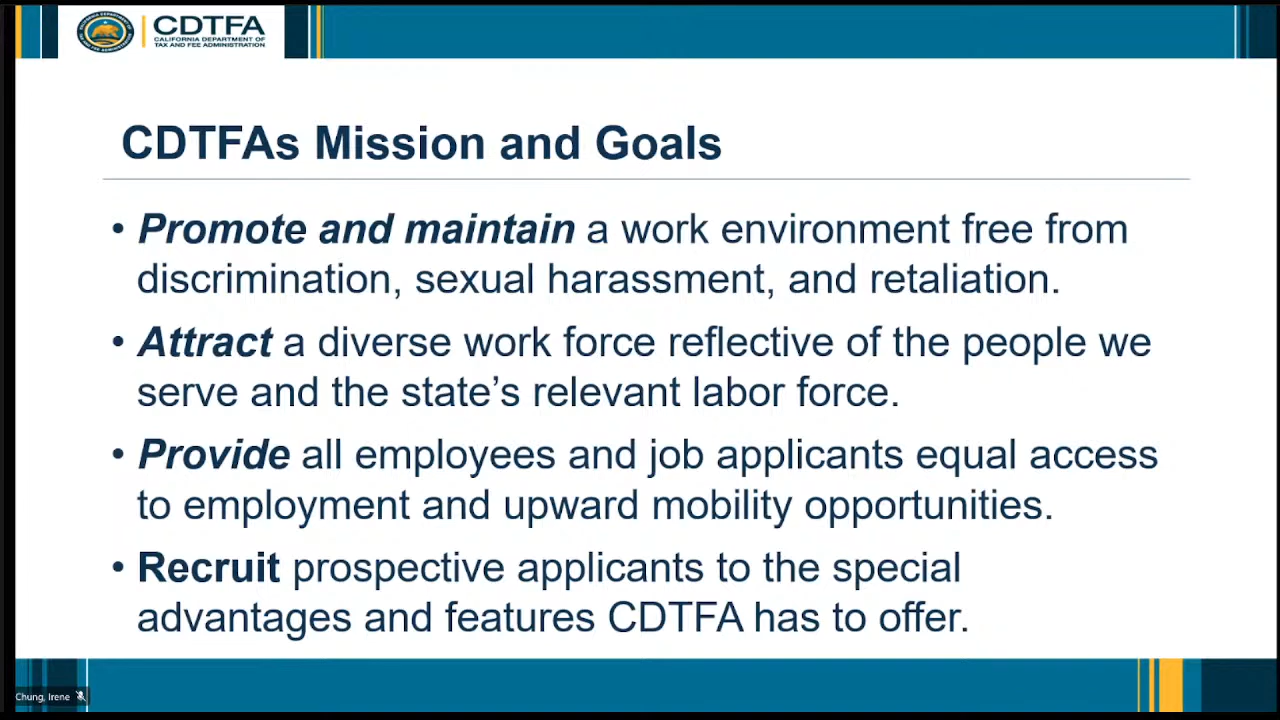 CDTFA
CALIFORNIA DEPARTMENT OF
TAX AND FEE ADMINISTRATION
CDTFAs Mission and Goals
• Promote and maintain a work environment free from
discrimination, sexual harassment, and retaliation.
• Attract a diverse work force reflective of the people we
serve and the state’s relevant labor force.
• Provide all employees and job applicants equal access
to employment and upward mobility opportunities.
• Recruit prospective applicants to the special
advantages and features CDTFA has to offer.
Chung, Irene